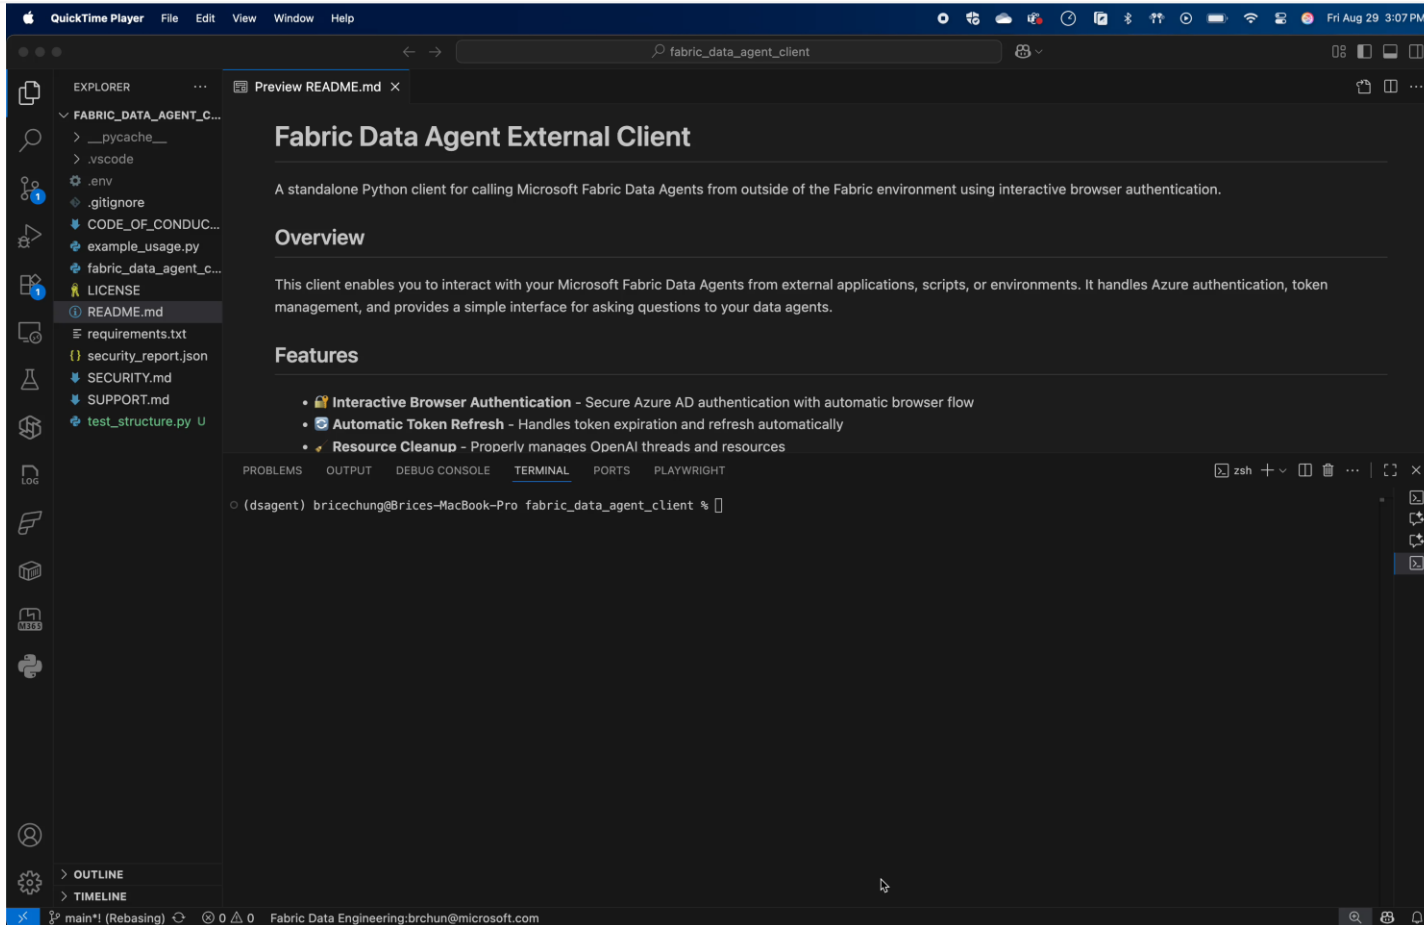 QuickTime Player File Edit View Window Help Fri Aug 29 3:07 PM
fabric_data_agent_client
EXPLORER
Preview README.md
FABRIC_DATA_AGENT_C...
__pycache__
.vscode
.env
.gitignore
CODE_OF_CONDUC...
example_usage.py
fabric_data_agent_c...
LICENSE
README.md
requirements.txt
{} security_report.json
SECURITY.md
SUPPORT.md
test_structure.py U
1
1
LOG
M365
Fabric Data Agent External Client
A standalone Python client for calling Microsoft Fabric Data Agents from outside of the Fabric environment using interactive browser authentication.
Overview
This client enables you to interact with your Microsoft Fabric Data Agents from external applications, scripts, or environments. It handles Azure authentication, token
management, and provides a simple interface for asking questions to your data agents.
Features
• 🔐 Interactive Browser Authentication - Secure Azure AD authentication with automatic browser flow
• 🔄 Automatic Token Refresh - Handles token expiration and refresh automatically
• 🧹 Resource Cleanup - Properly manages OpenAI threads and resources
PROBLEMS OUTPUT DEBUG CONSOLE TERMINAL PORTS PLAYWRIGHT zsh
(dsagent) bricechung@Brices-MacBook-Pro fabric_data_agent_client %
OUTLINE
TIMELINE
main*! (Rebasing) 0 0 Fabric Data Engineering:brchun@microsoft.com